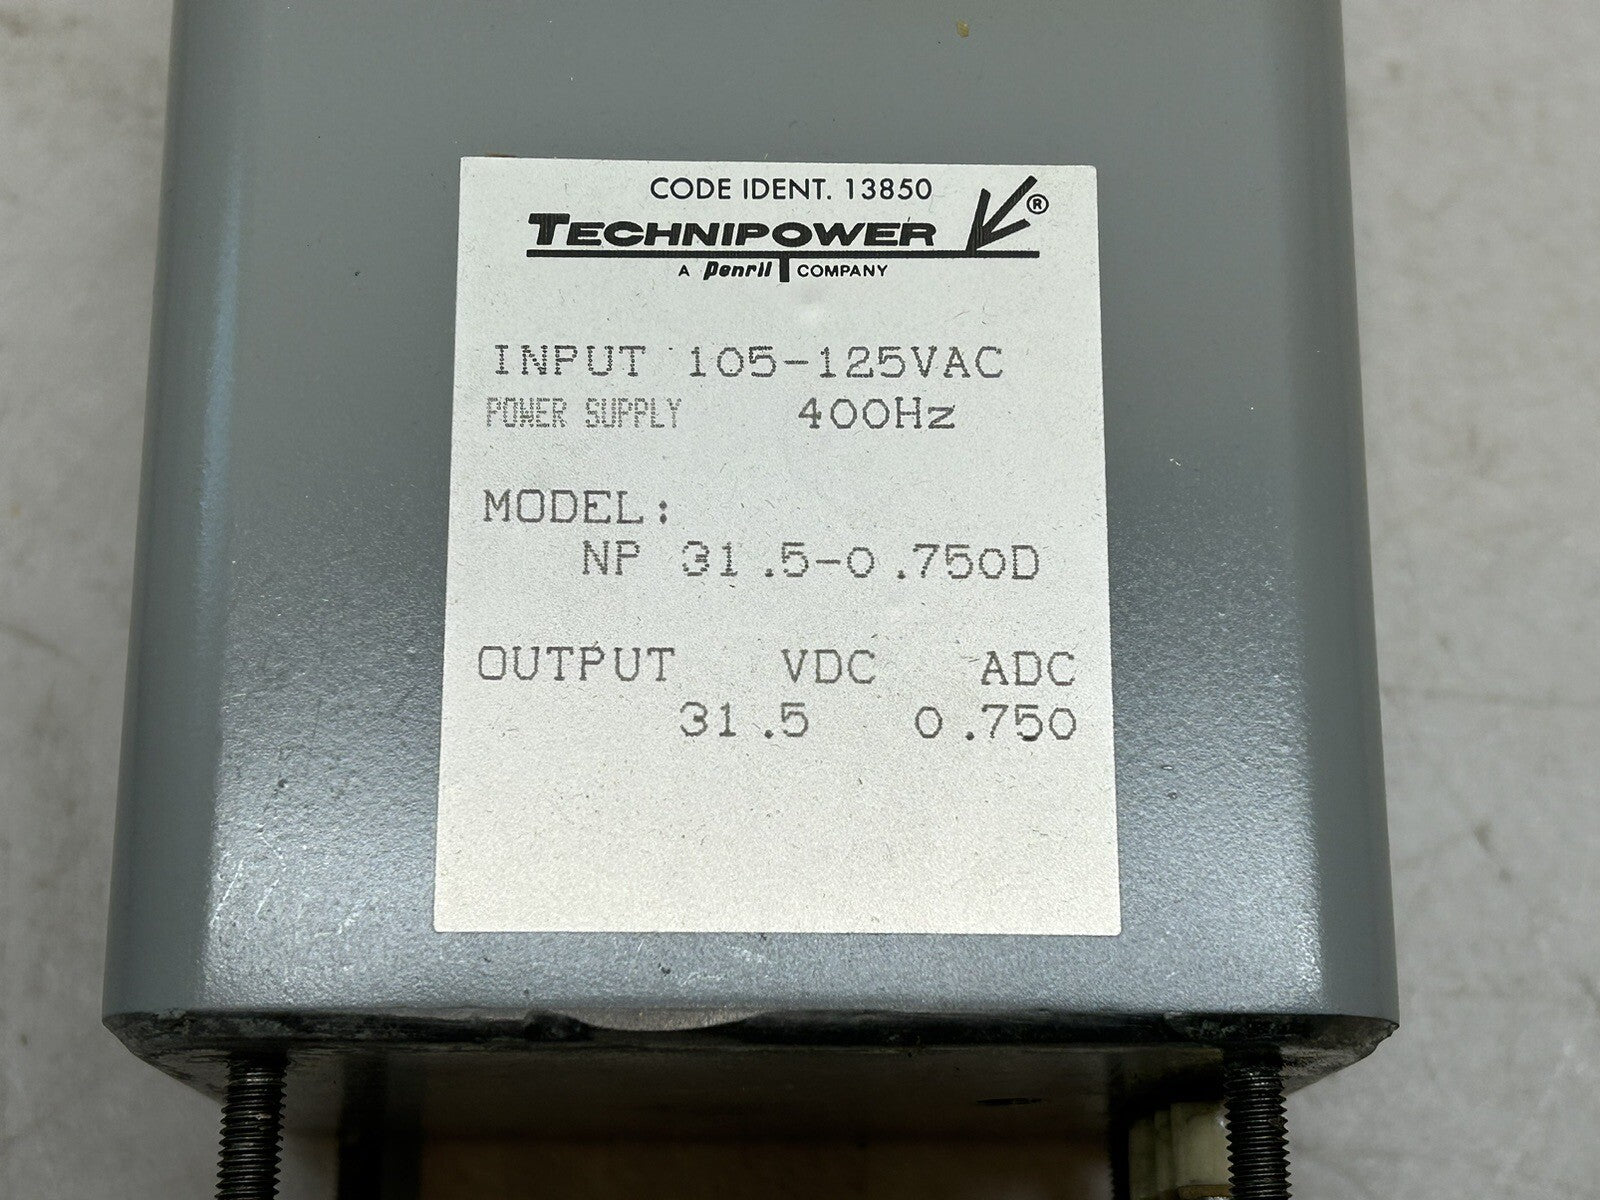 CODE IDENT. 13850
TECHNIPOWER ®
A Penril COMPANY
INPUT 105-125VAC
POWER SUPPLY 400Hz
MODEL:
NP 31.5-0.750D
OUTPUT VDC ADC
31.5 0.750